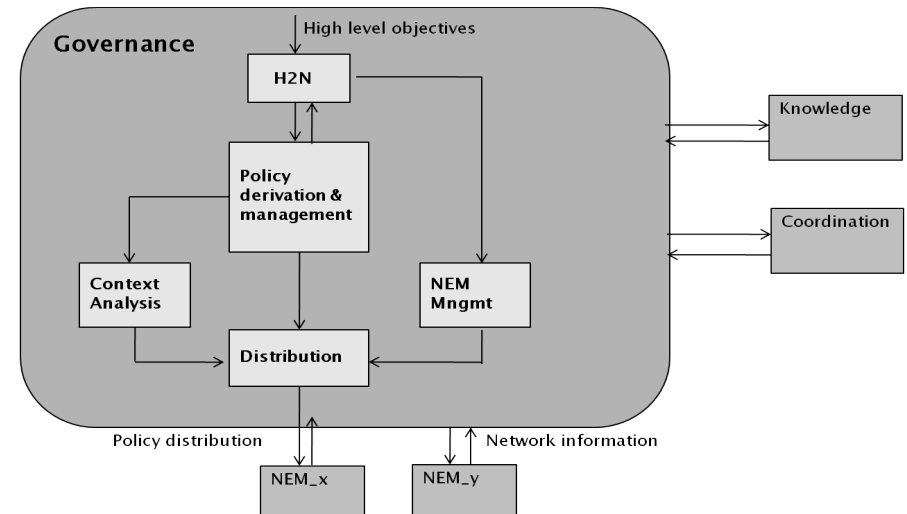 High level objectives
Governance
H2N
Knowledge
Policy
derivation &
management
Coordination
Context
Analysis
NEM
Mngmt
Distribution
Policy distribution
Network information
NEM_x
NEM_y